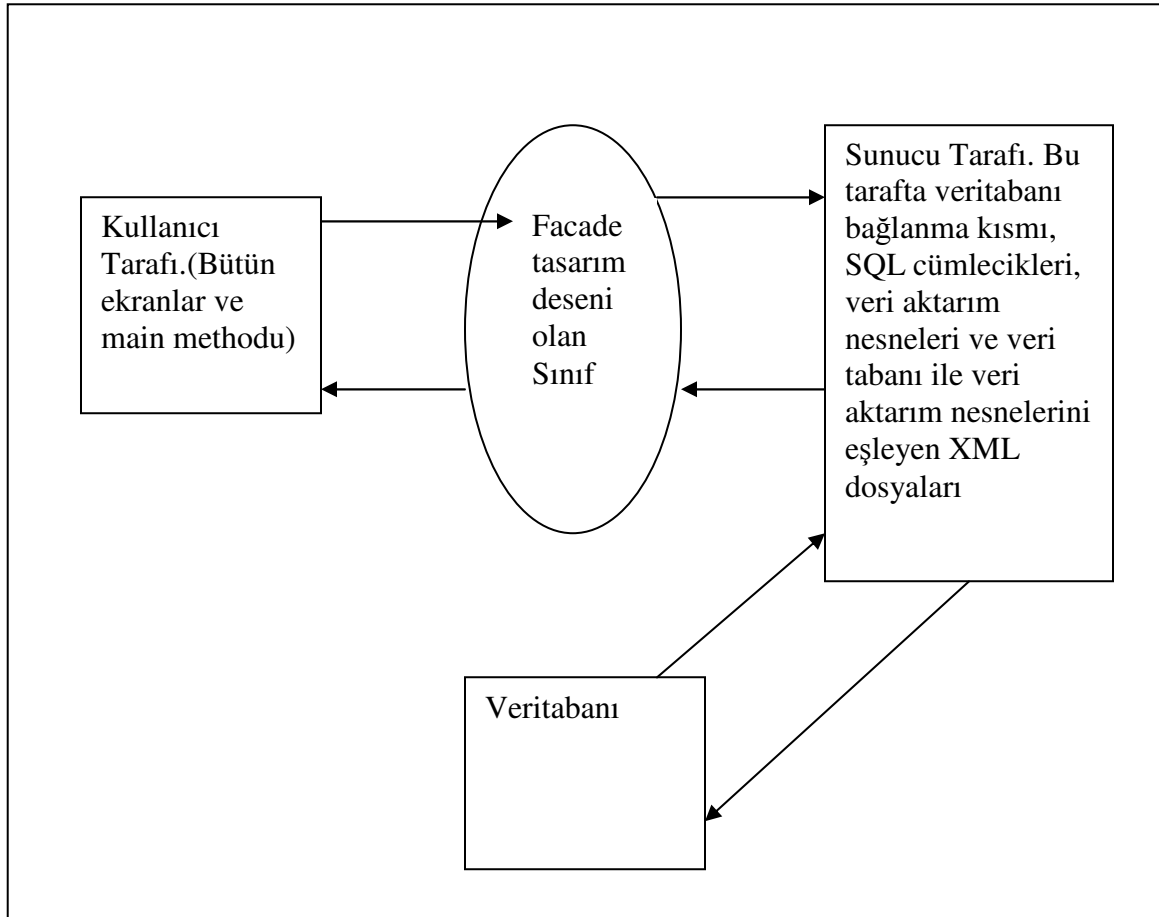 Kullanıcı
Tarafı.(Bütün
ekranlar ve
main methodu)
Facade
tasarım
deseni
olan
Sınıf
Sunucu Tarafı. Bu
tarafta veritabanı
bağlanma kısmı,
SQL cümlecikleri,
veri aktarım
nesneleri ve veri
tabanı ile veri
aktarım nesnelerini
eşleyen XML
dosyaları
Veritabanı